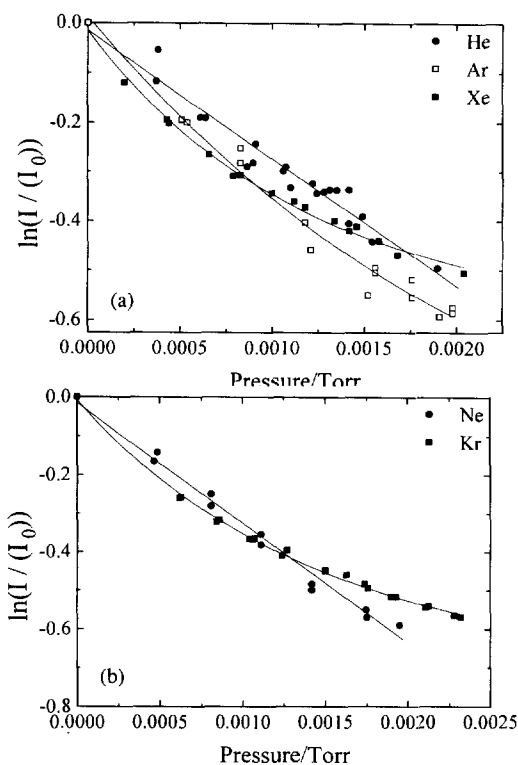 0.0
-0.2
-0.4
-0.6
ln(I / (I0))
He
Ar
Xe
(a)
0.0000 0.0005 0.0010 0.0015 0.0020
Pressure/Torr
0.0
-0.2
-0.4
-0.6
-0.8
ln(I / (I0))
Ne
Kr
(b)
0.0000 0.0005 0.0010 0.0015 0.0020 0.0025
Pressure/Torr